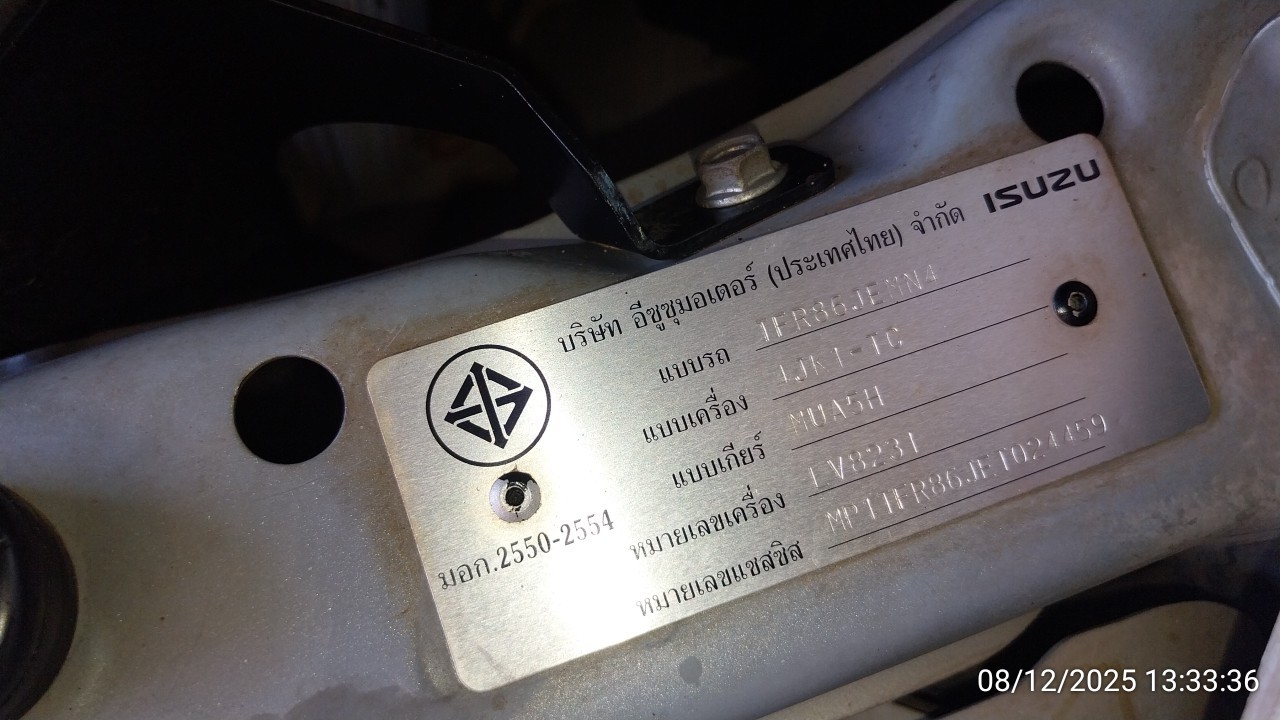 ISUZU
บริษัท อีซูซุมอเตอร์ (ประเทศไทย) จำกัด
แบบรถ TFR86JEMN4
แบบเครื่อง 4JK1-TC
แบบเกียร์ MUA5H
หมายเลขเครื่อง LV8231
หมายเลขแชสซิส MP1TFR86JET024459
มอก.2550-2554
08/12/2025 13:33:36